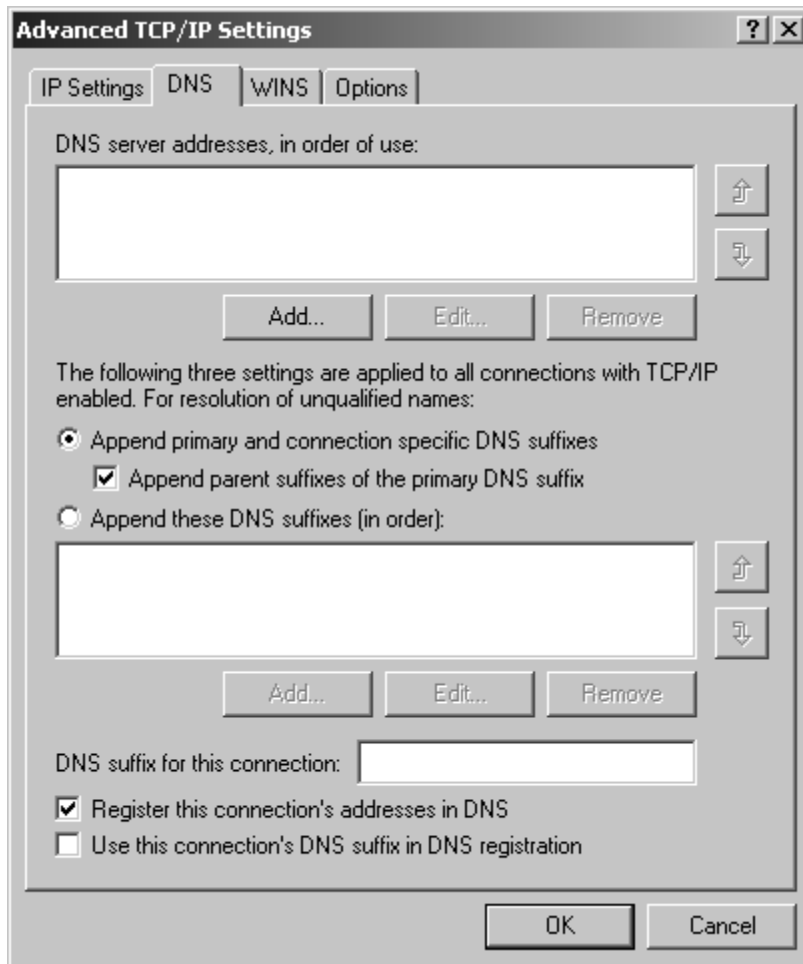 Advanced TCP/IP Settings
IP Settings DNS WINS Options
DNS server addresses, in order of use:
Add... Edit... Remove
The following three settings are applied to all connections with TCP/IP
enabled. For resolution of unqualified names:
Append primary and connection specific DNS suffixes
Append parent suffixes of the primary DNS suffix
Append these DNS suffixes (in order):
Add... Edit... Remove
DNS suffix for this connection:
Register this connection's addresses in DNS
Use this connection's DNS suffix in DNS registration
OK Cancel